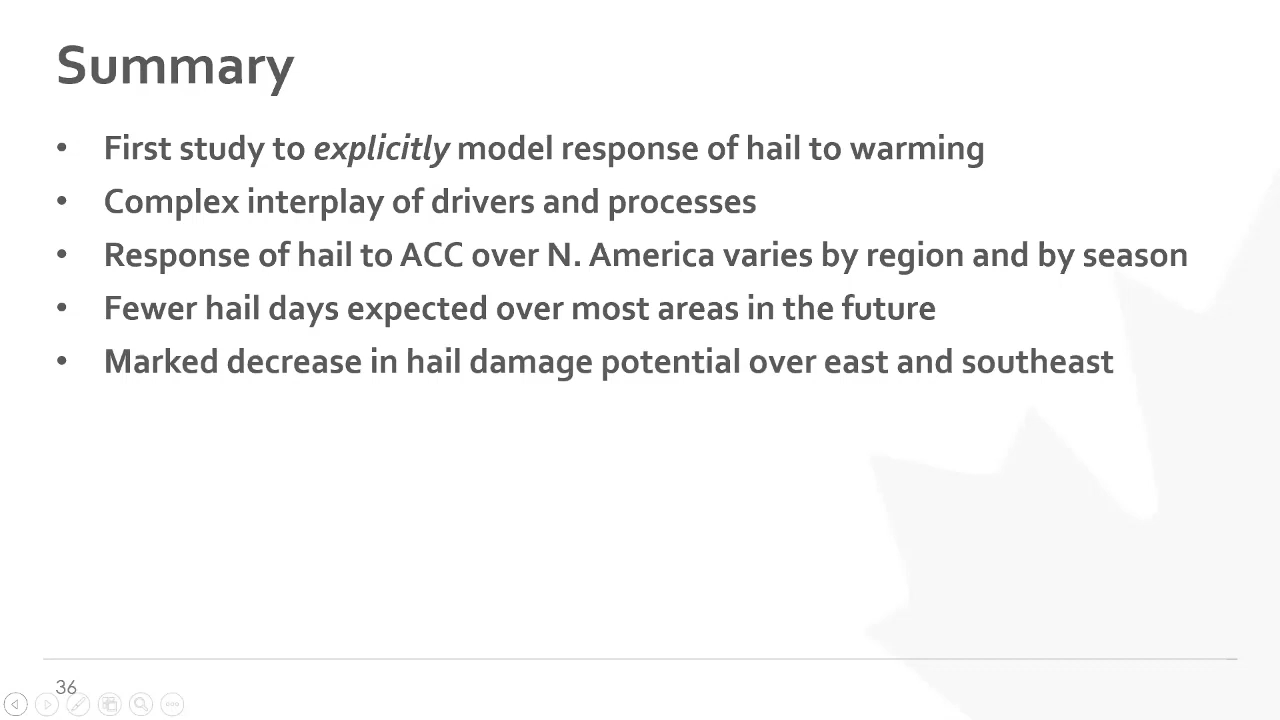 Summary
• First study to explicitly model response of hail to warming
• Complex interplay of drivers and processes
• Response of hail to ACC over N. America varies by region and by season
• Fewer hail days expected over most areas in the future
• Marked decrease in hail damage potential over east and southeast
36